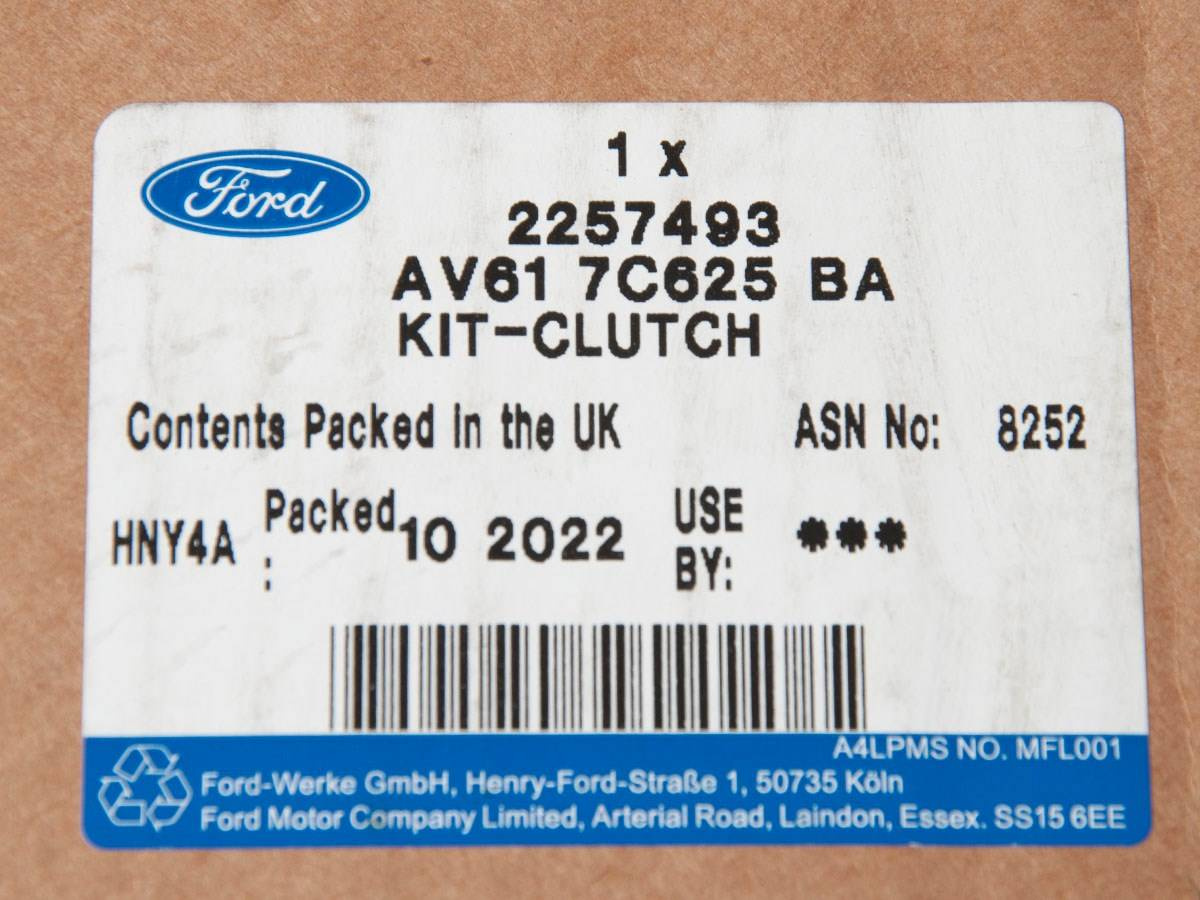 Ford
1 x
2257493
AV61 7C625 BA
KIT-CLUTCH
Contents Packed in the UK ASN No: 8252
HNY4A Packed : 10 2022 USE BY: ***
A4LPMS NO. MFL001
Ford-Werke GmbH, Henry-Ford-Straße 1, 50735 Köln
Ford Motor Company Limited, Arterial Road, Laindon, Essex. SS15 6EE